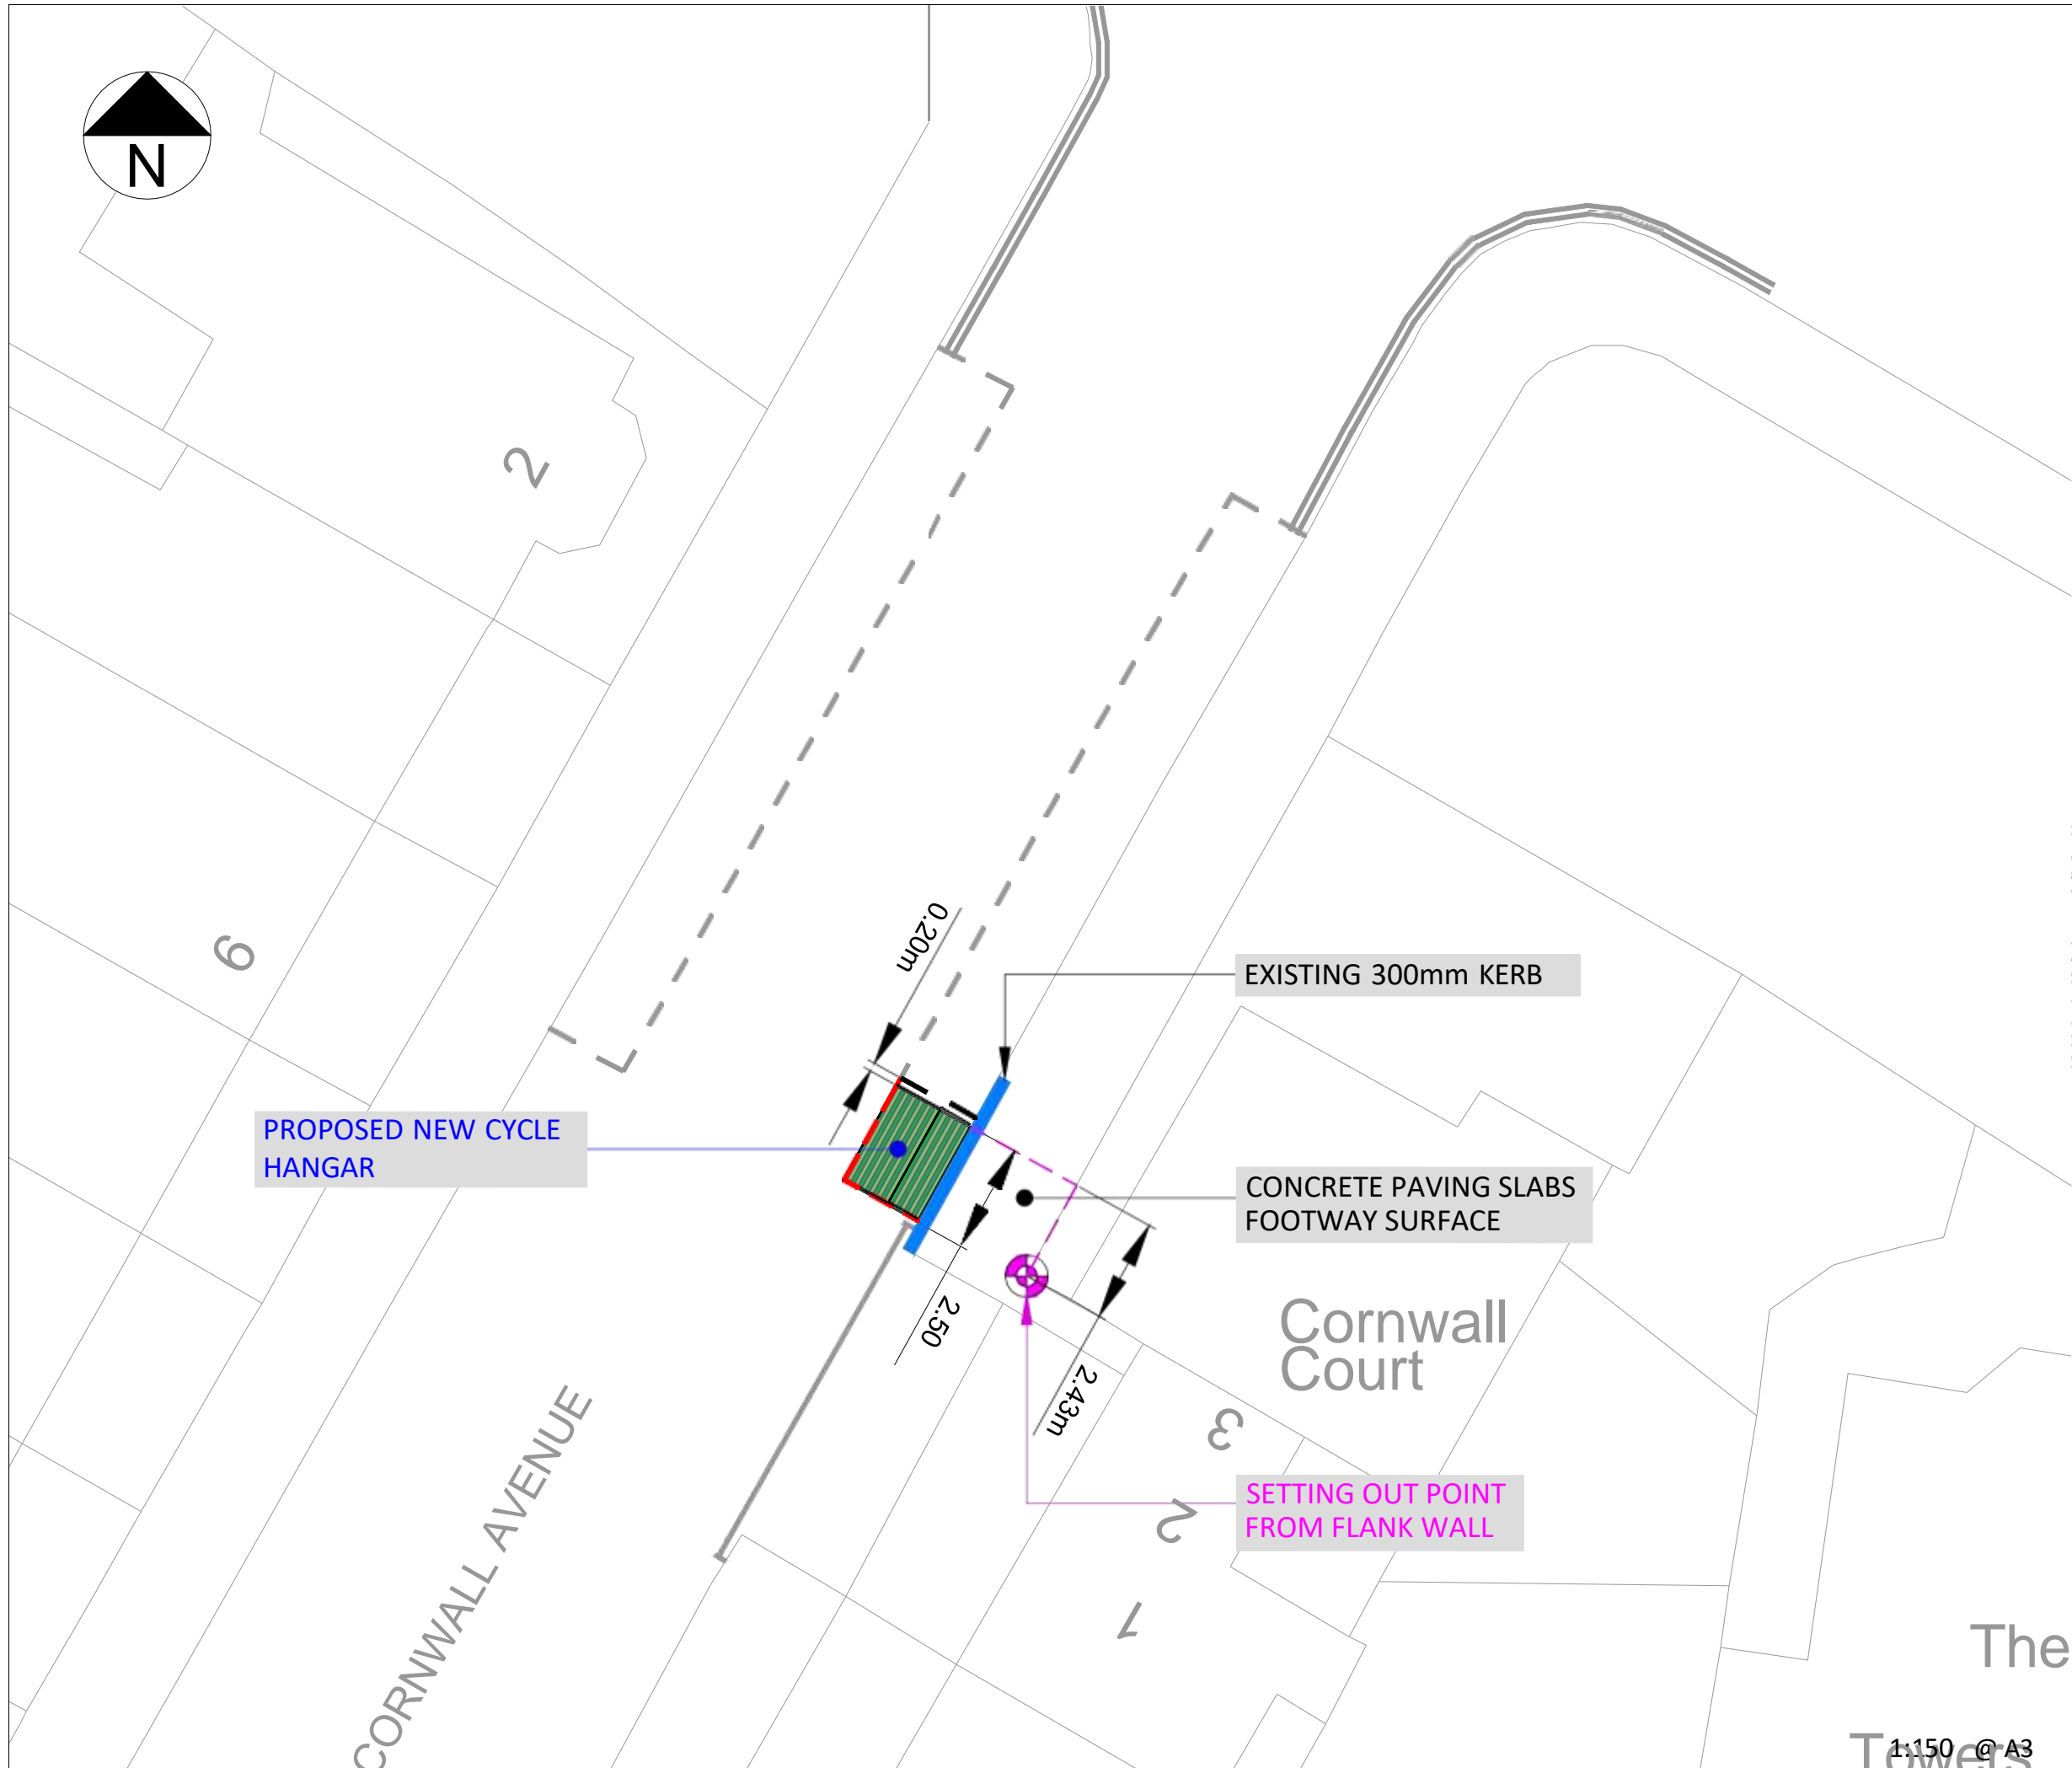 N
2
6
0.20m
EXISTING 300mm KERB
PROPOSED NEW CYCLE
HANGAR
CONCRETE PAVING SLABS
FOOTWAY SURFACE
2.50
2.43m
Cornwall
Court
3
SETTING OUT POINT
FROM FLANK WALL
2
1
CORNWALL AVENUE
The
Towers
1:150 @ A3